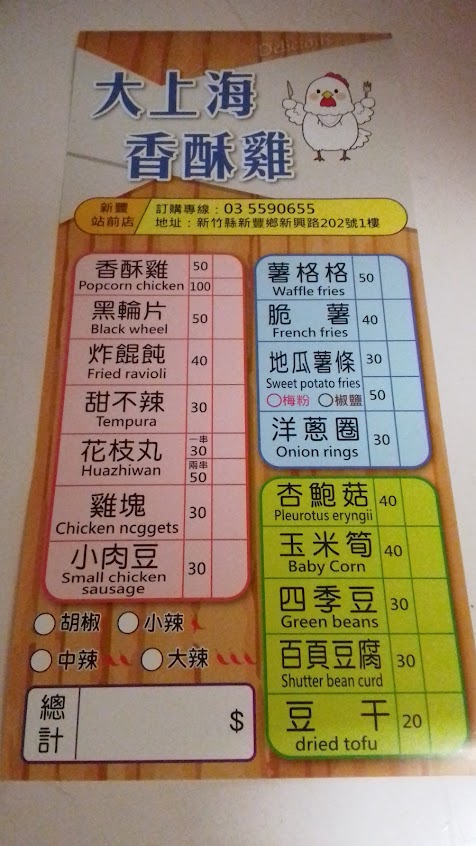 Delicious
大上海
香酥雞
新豐
站前店
訂購專線：03 5590655
地址：新竹縣新豐鄉新興路202號1樓
香酥雞 50
Popcorn chicken 100
黑輪片 50
Black wheel
炸餛飩 40
Fried ravioli
甜不辣 30
Tempura
花枝丸 一串 30
Huazhiwan 兩串 50
雞塊 30
Chicken ncggets
小肉豆 30
Small chicken
sausage
胡椒 小辣
中辣 大辣
總計 $
薯格格 50
Waffle fries
脆薯 40
French fries
地瓜薯條 30
Sweet potato fries
梅粉 椒鹽 50
洋蔥圈 30
Onion rings
杏鮑菇 40
Pleurotus eryngii
玉米筍 40
Baby Corn
四季豆 30
Green beans
百頁豆腐 30
Shutter bean curd
豆干 20
dried tofu